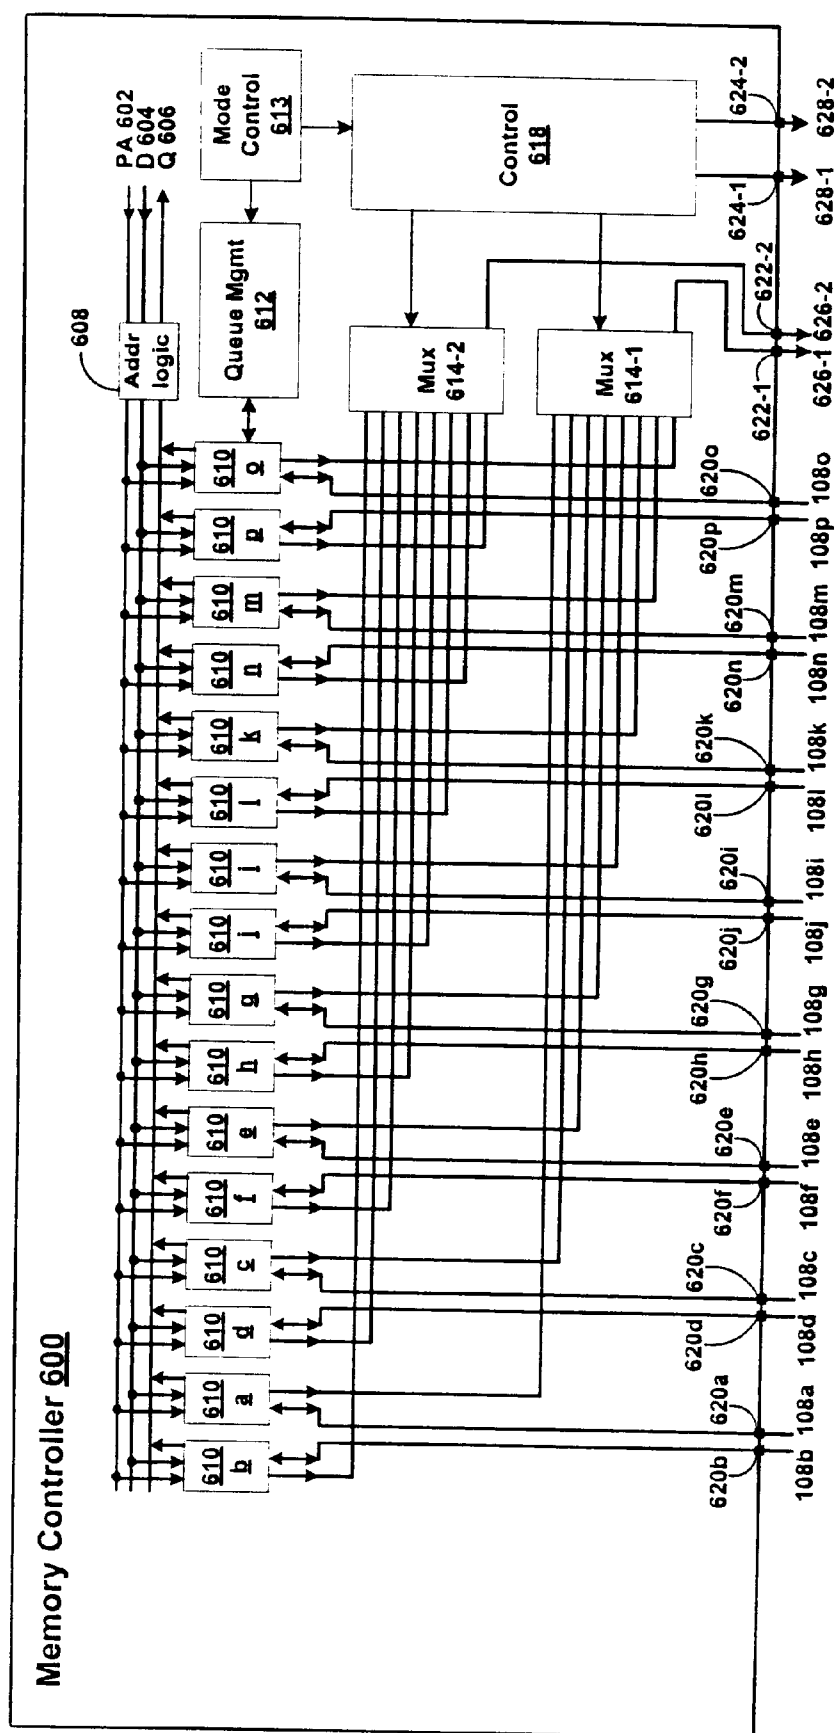 Memory Controller 600
PA 602
D 604
Q 606
608
Addr
logic
Mode
Control
613
Queue Mgmt
612
Control
618
Mux
614-2
Mux
614-1
610
b
610
a
610
d
610
c
610
f
610
e
610
h
610
g
610
j
610
i
610
l
610
k
610
n
610
m
610
p
610
o
620b
620a
620d
620c
620f
620e
620h
620g
620j
620i
620l
620k
620n
620m
620p
620o
622-1
622-2
624-1
624-2
108b
108a
108d
108c
108f
108e
108h
108g
108j
108i
108l
108k
108n
108m
108p
108o
626-1
626-2
628-1
628-2